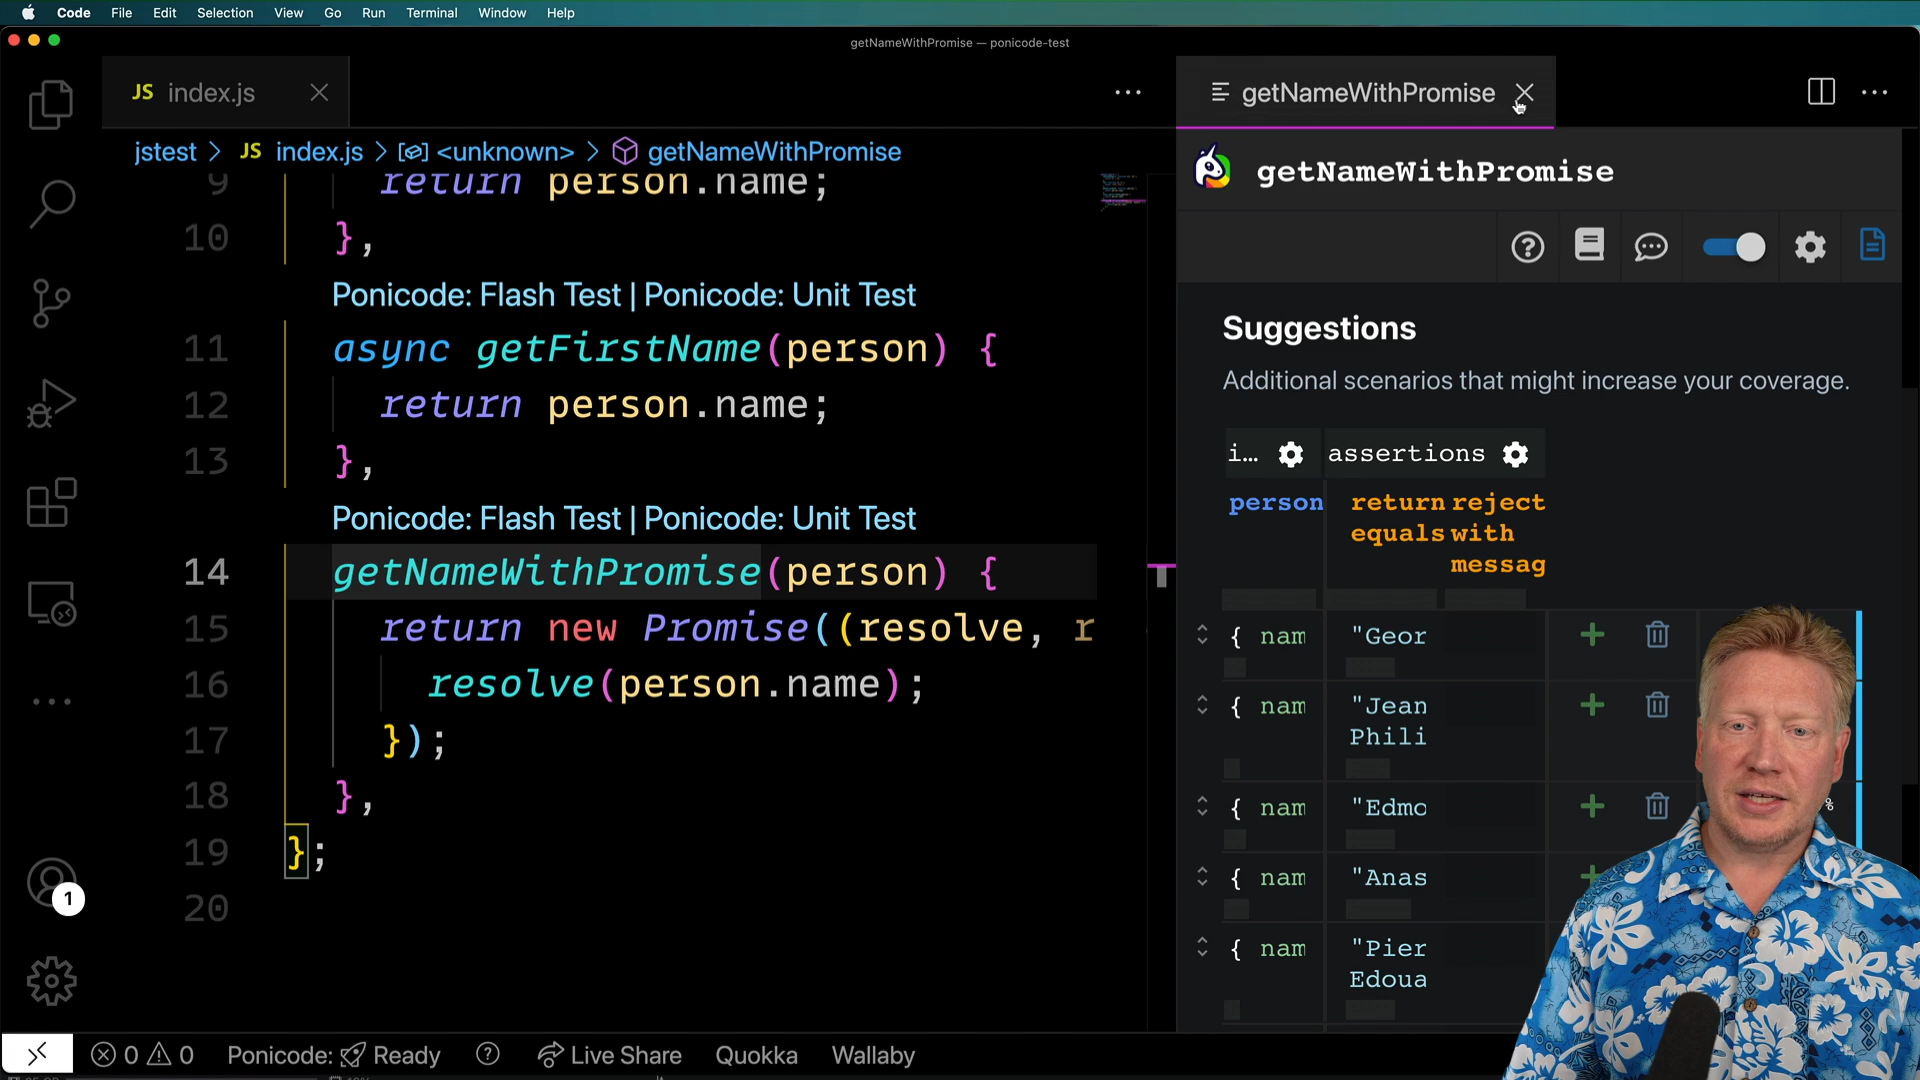 Code File Edit Selection View Go Run Terminal Window Help
getNameWithPromise — ponicode-test
JS index.js
getNameWithPromise
jstest > JS index.js > <unknown> > getNameWithPromise
9 return person.name;
10 },
Ponicode: Flash Test | Ponicode: Unit Test
11 async getFirstName(person) {
12 return person.name;
13 },
Ponicode: Flash Test | Ponicode: Unit Test
14 getNameWithPromise(person) {
15 return new Promise((resolve, r
16 resolve(person.name);
17 });
18 },
19 };
20
getNameWithPromise
Suggestions
Additional scenarios that might increase your coverage.
i... assertions
person return reject
equals with
messag
{ nam "Geor
{ nam "Jean
Phili
{ nam "Edmo
%
{ nam "Anas
{ nam "Pier
Edoua
1
0 0 Ponicode: Ready Live Share Quokka Wallaby